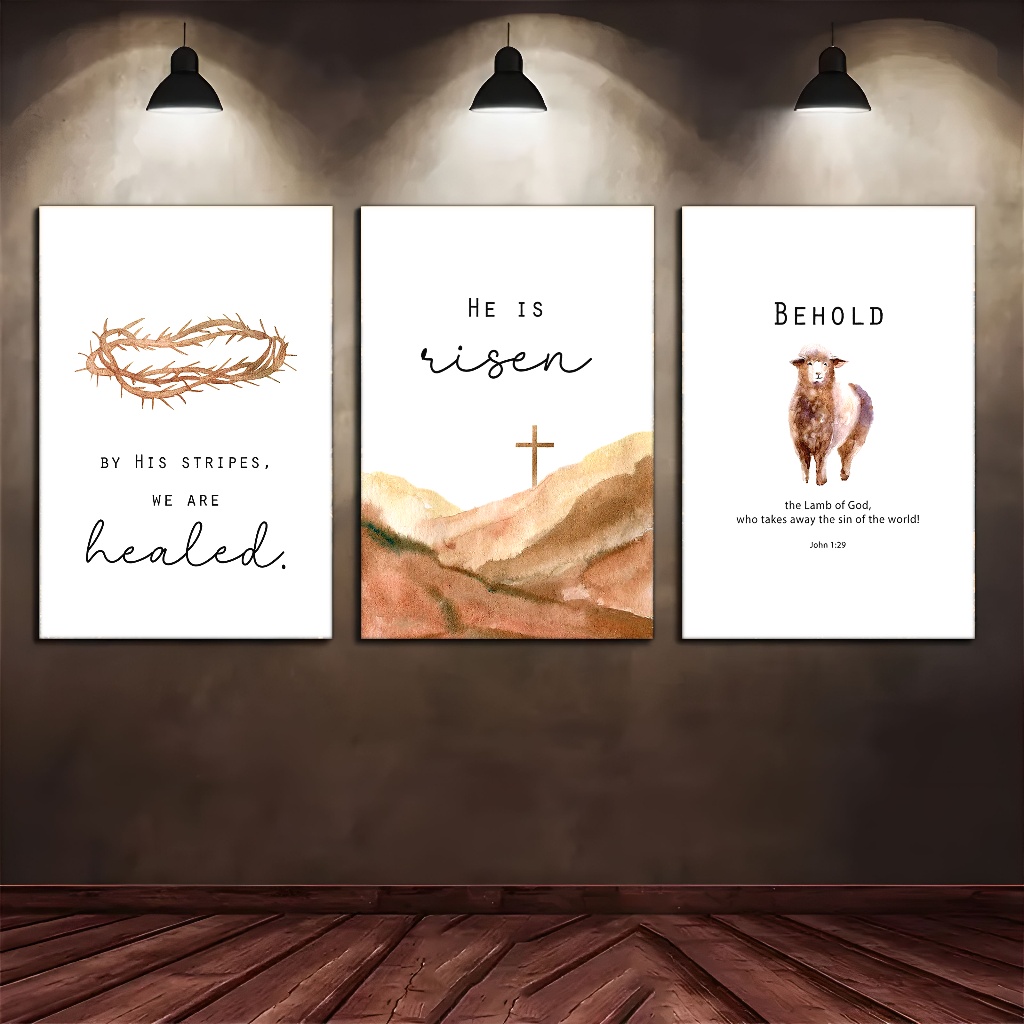 BY HIS STRIPES,
WE ARE
healed.
HE IS
risen
BEHOLD
the Lamb of God,
who takes away the sin of the world!
John 1:29